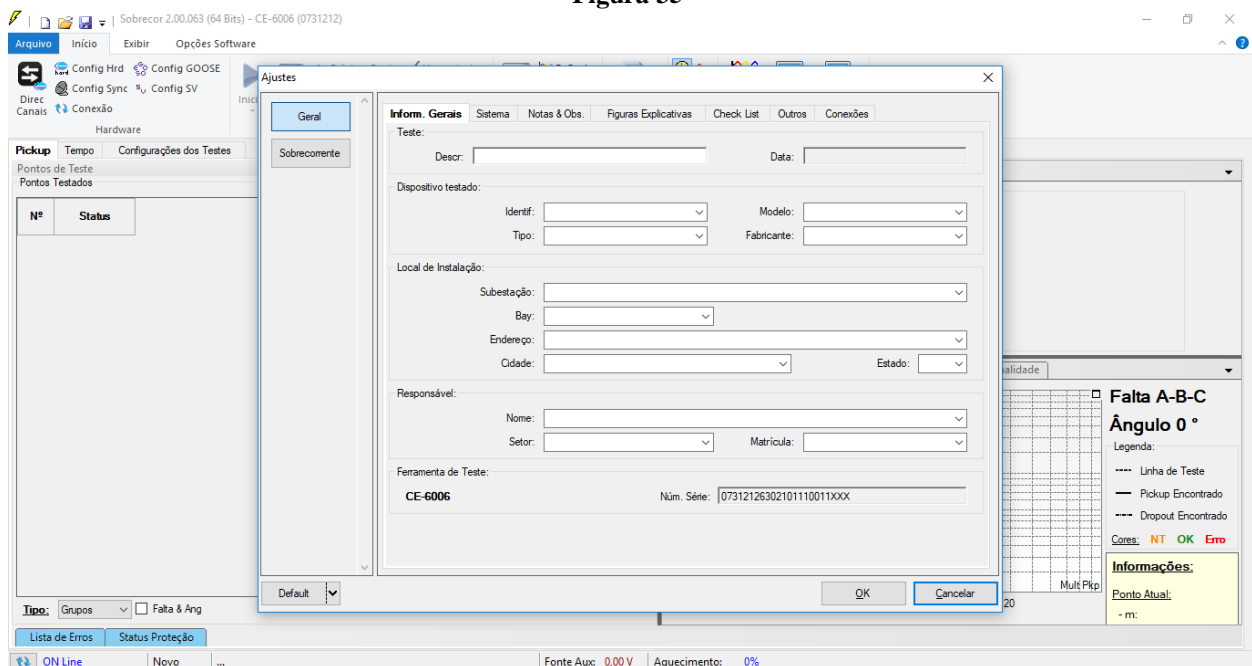 Sobrecor 2.00.063 (64 Bits) - CE-6006 (0731212)
Arquivo Início Exibir Opções Software
Config Hrd Config GOOSE
Config Sync Config SV
Direc
Canais Conexão
Hardware
Pickup Tempo Configurações dos Testes
Pontos de Teste
Pontos Testados
Nº Status
Ajustes
Geral
Sobrecorrente
Inform. Gerais Sistema Notas & Obs. Figuras Explicativas Check List Outros Conexões
Teste:
Descr: Data:
Dispositivo testado:
Identif: Modelo:
Tipo: Fabricante:
Local de Instalação:
Subestação:
Bay:
Endereço:
Cidade: Estado:
Responsável:
Nome:
Setor: Matrícula:
Ferramenta de Teste:
CE-6006 Núm. Série: 07312126302101110011XXX
Default OK Cancelar
Falta A-B-C
Ângulo 0 °
Legenda:
Linha de Teste
Pickup Encontrado
Dropout Encontrado
Cores: NT OK Erro
Informações:
Mult Pkp
Ponto Atual:
20
- m:
Tipo: Grupos Falta & Ang
Lista de Erros Status Proteção
ON Line Novo ... Fonte Aux: 0,00 V Aquecimento: 0%